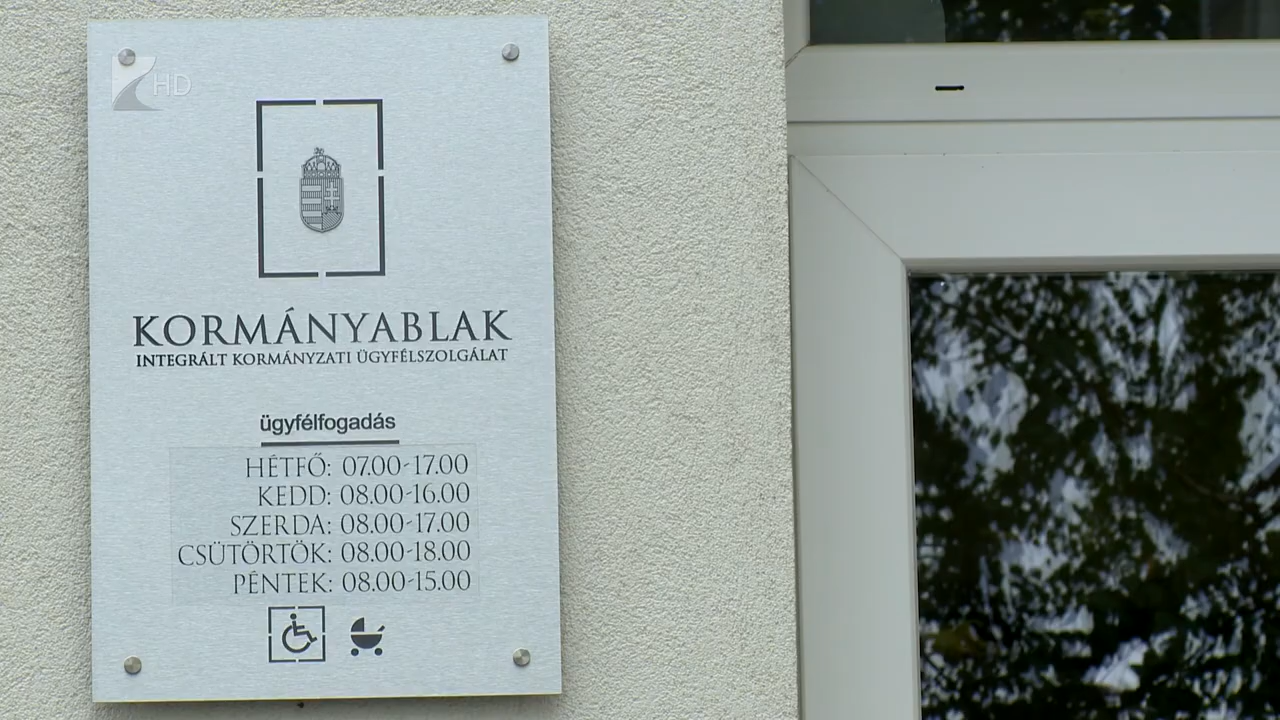 HD
KORMÁNYABLAK
INTEGRÁLT KORMÁNYZATI ÜGYFÉLSZOLGÁLAT
ügyfélfogadás
HÉTFŐ: 07.00-17.00
KEDD: 08.00-16.00
SZERDA: 08.00-17.00
CSÜTÖRTÖK: 08.00-18.00
PÉNTEK: 08.00-15.00